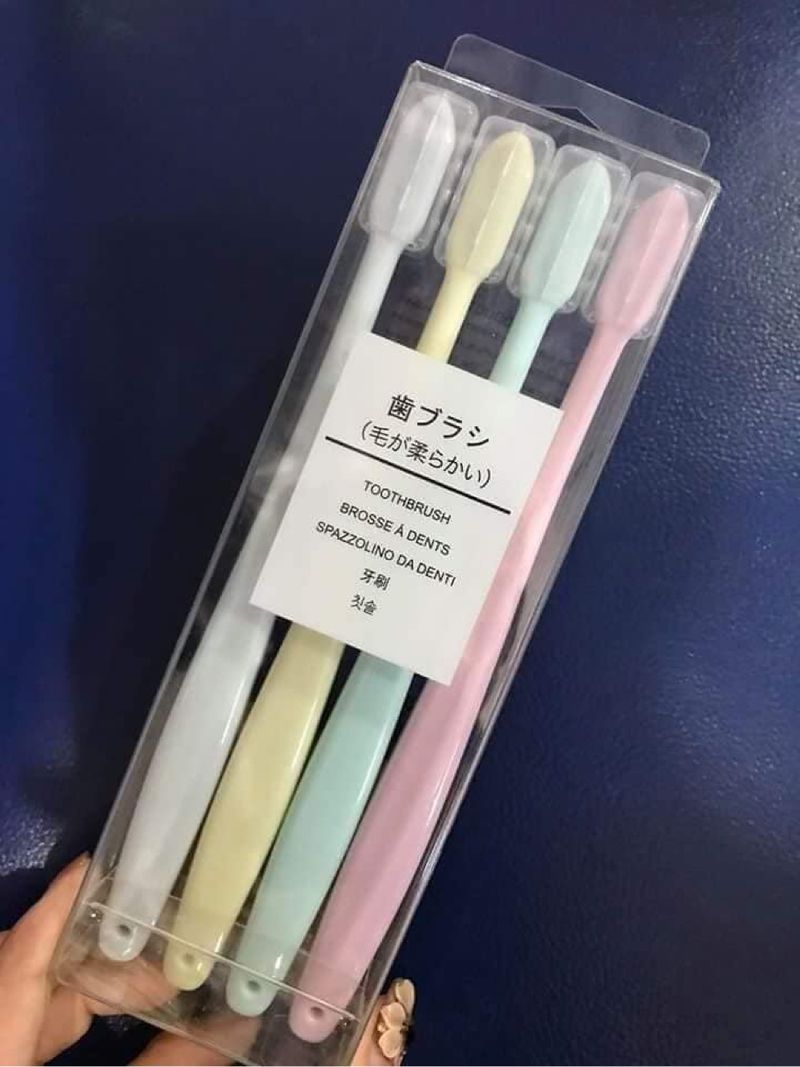 歯ブラシ
(毛が柔らかい)
TOOTHBRUSH
BROSSE Á DENTS
SPAZZOLINO DA DENTI
牙刷
칫솔